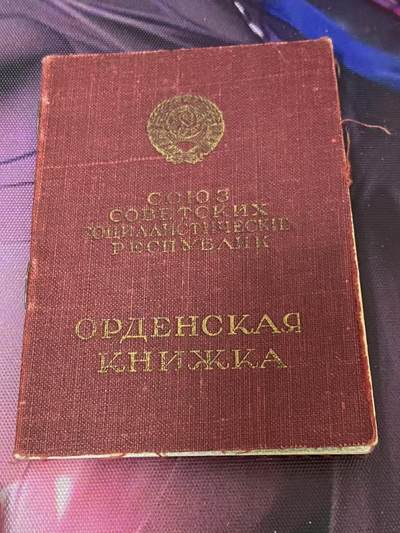 СОЮЗ
СОВЕТСКИХ
СОЦИАЛИСТИЧЕСКИХ
РЕСПУБЛИК
ОРДЕНСКАЯ
КНИЖКА